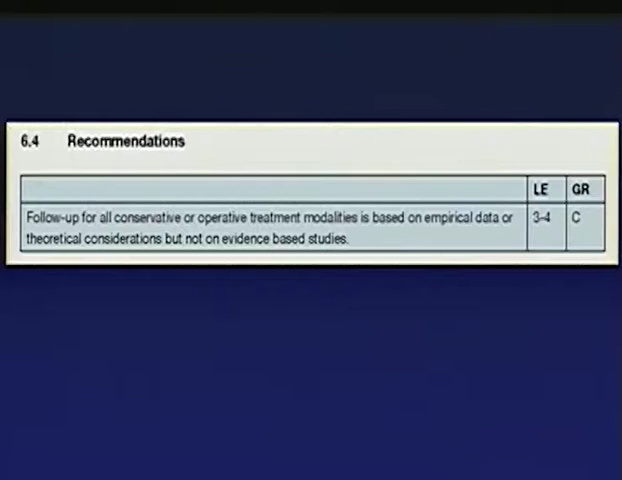 6.4 Recommendations
LE GR
Follow-up for all conservative or operative treatment modalities is based on empirical data or 3-4 C
theoretical considerations but not on evidence based studies.